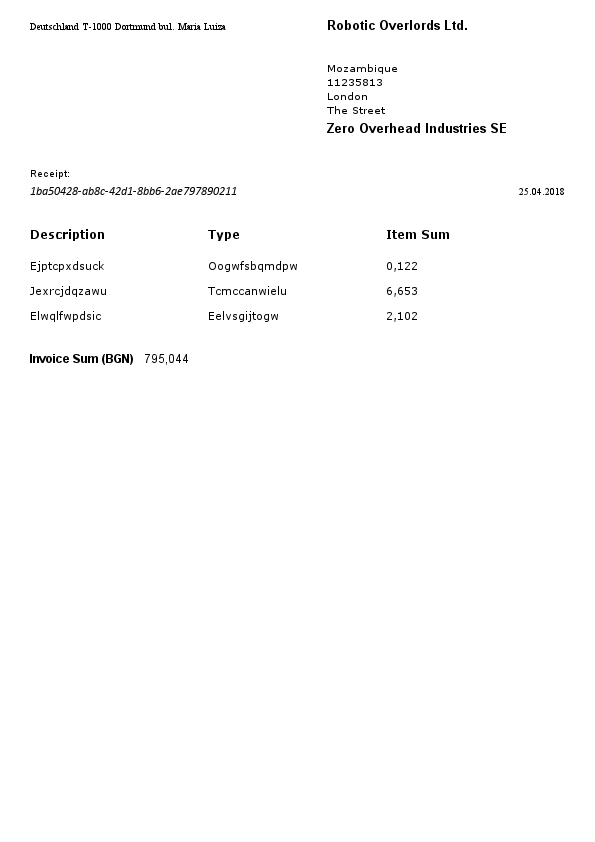 Deutschland T-1000 Dortmund bul. Maria Luiza
Robotic Overlords Ltd.
Mozambique
11235813
London
The Street
Zero Overhead Industries SE
Receipt:
1ba50428-ab8c-42d1-8bb6-2ae797890211
25.04.2018
Description Type Item Sum
Ejptcpxdsuck Oogwfsbqmdpw 0,122
Jexrcjdqzawu Tcmccanwielu 6,653
Elwqlfwpdsic Eelvsgijtogw 2,102
Invoice Sum (BGN) 795,044